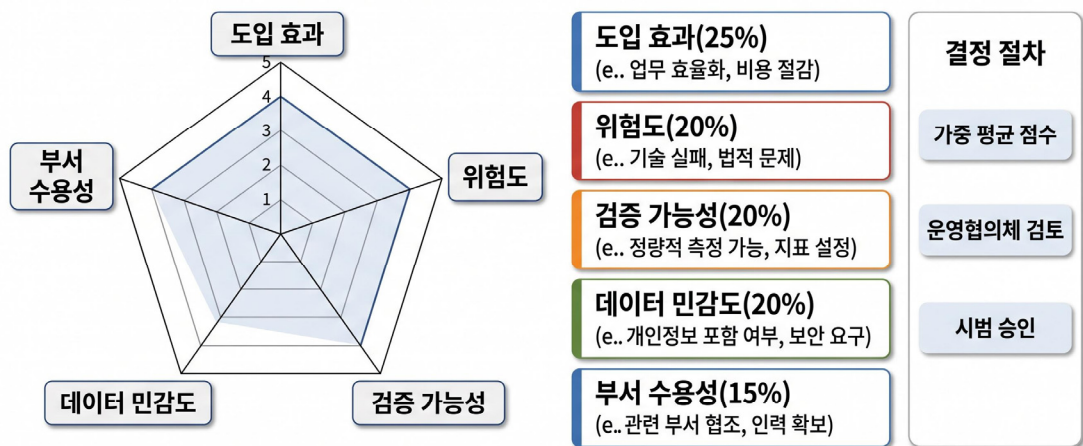 도입 효과
5
4
3
2
1
부서
수용성
위험도
데이터 민감도
검증 가능성
도입 효과(25%)
(e.. 업무 효율화, 비용 절감)
위험도(20%)
(e.. 기술 실패, 법적 문제)
검증 가능성(20%)
(e.. 정량적 측정 가능, 지표 설정)
데이터 민감도(20%)
(e.. 개인정보 포함 여부, 보안 요구)
부서 수용성(15%)
(e.. 관련 부서 협조, 인력 확보)
결정 절차
가중 평균 점수
운영협의체 검토
시범 승인